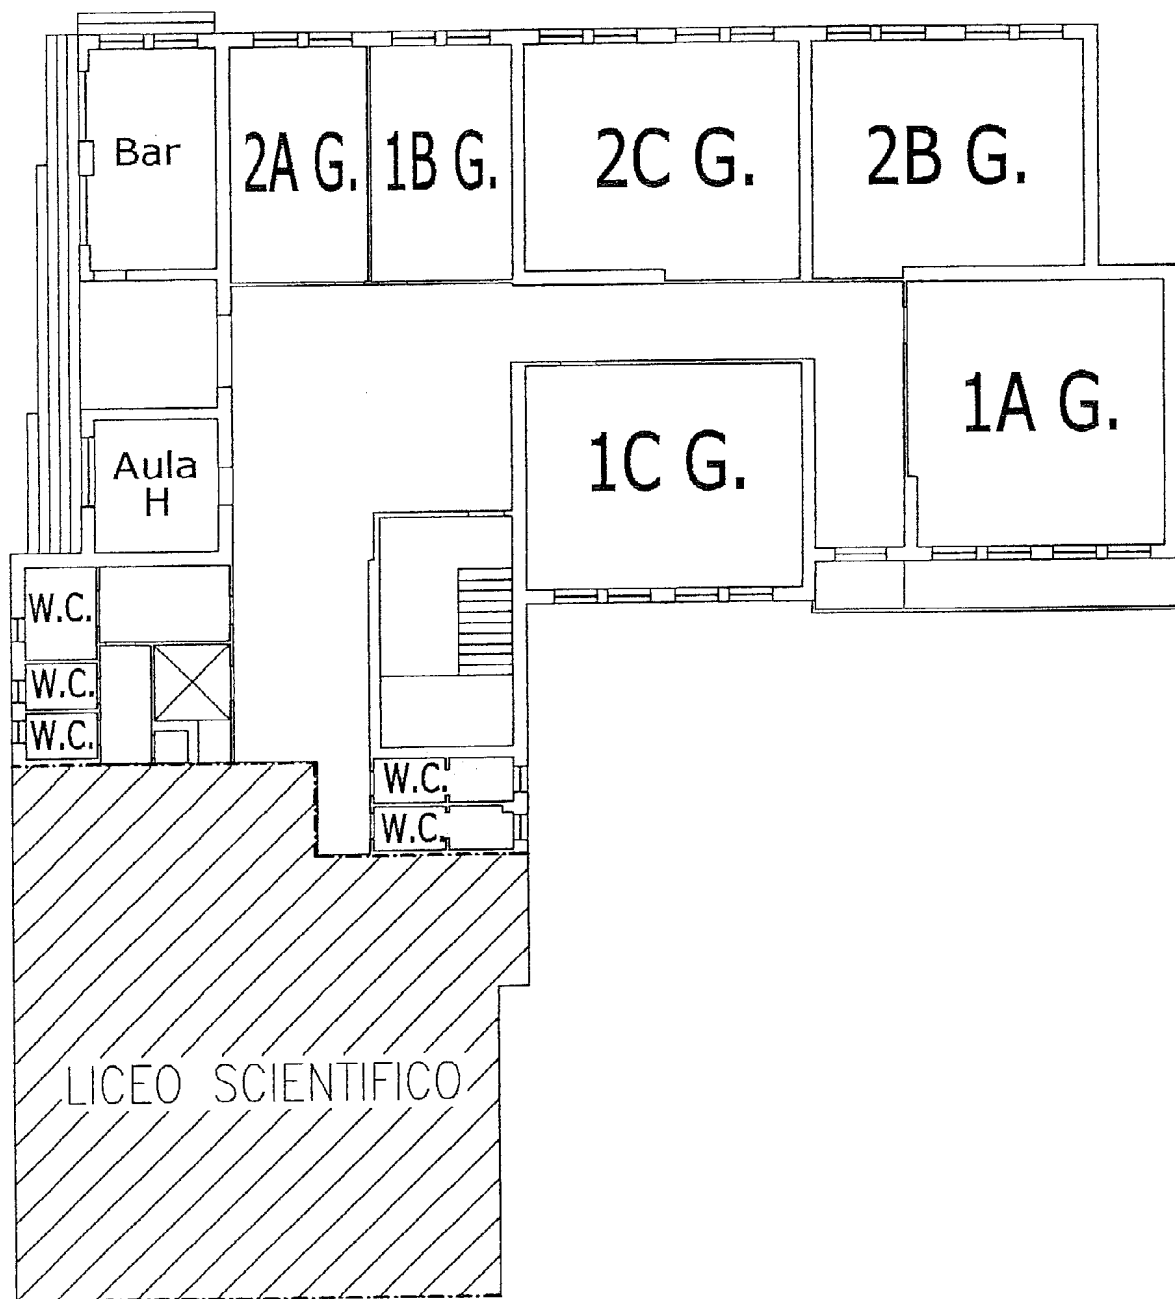 Bar
2A G.
1B G.
2C G.
2B G.
1A G.
1C G.
Aula
H
W.C.
W.C.
W.C.
W.C.
W.C.
LICEO SCIENTIFICO